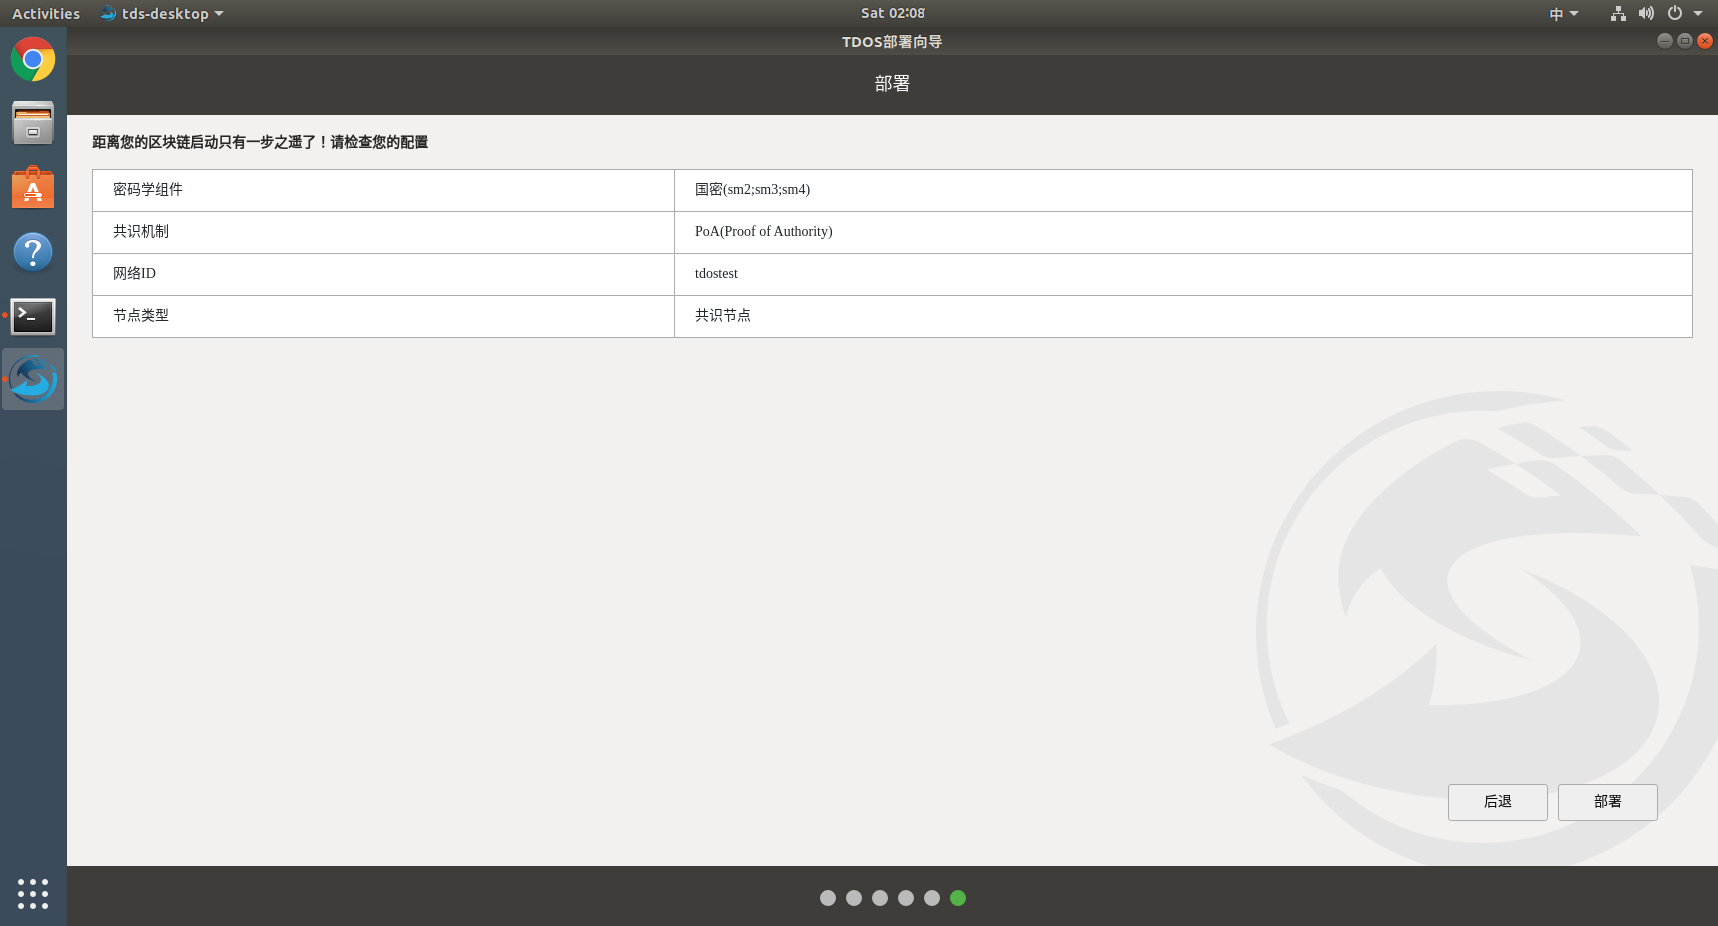 Activities
tds-desktop
Sat 02:08
中
TDOS部署向导
部署
距离您的区块链启动只有一步之遥了！请检查您的配置
密码学组件 国密(sm2;sm3;sm4)
共识机制 PoA(Proof of Authority)
网络ID tdostest
节点类型 共识节点
后退 部署